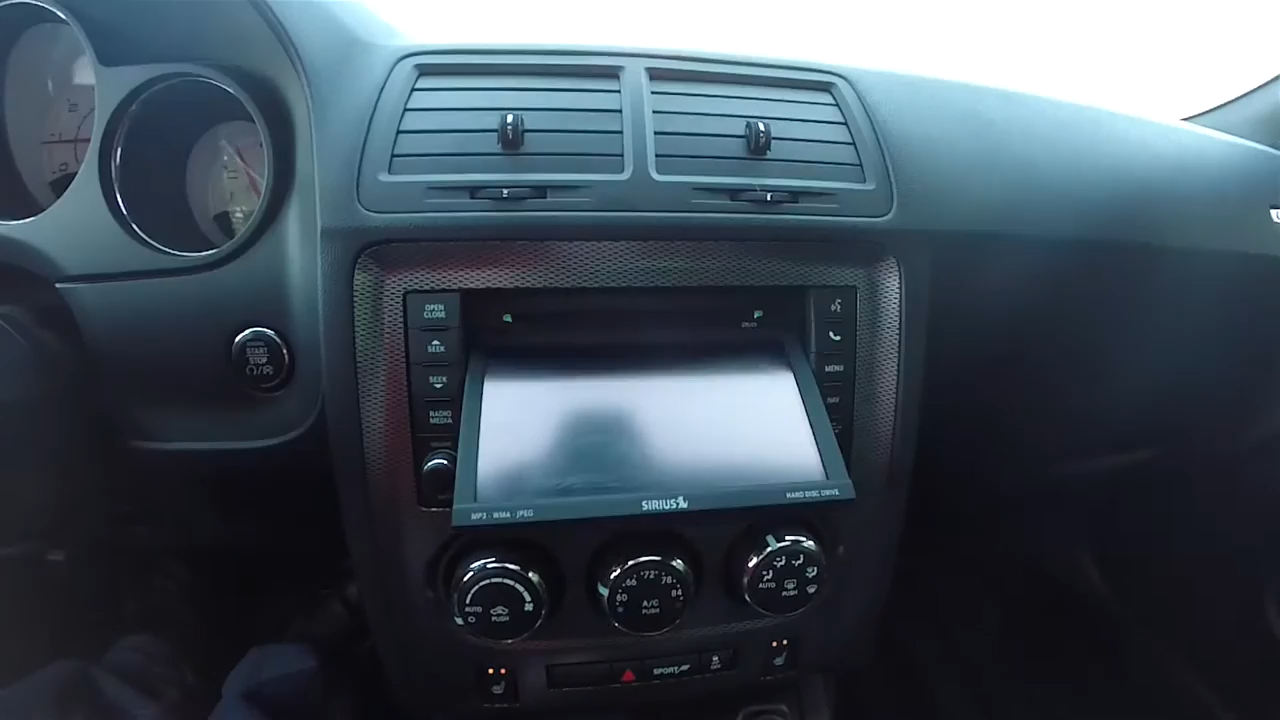 OPEN
CLOSE
SEEK
SEEK
RADIO
MEDIA
MENU
NAV
START
STOP
MP3 - WMA - JPEG
SIRIUS
HARD DISC DRIVE
AUTO
PUSH
60 66 72 78 84
A/C
PUSH
AUTO
PUSH
SPORT
OFF